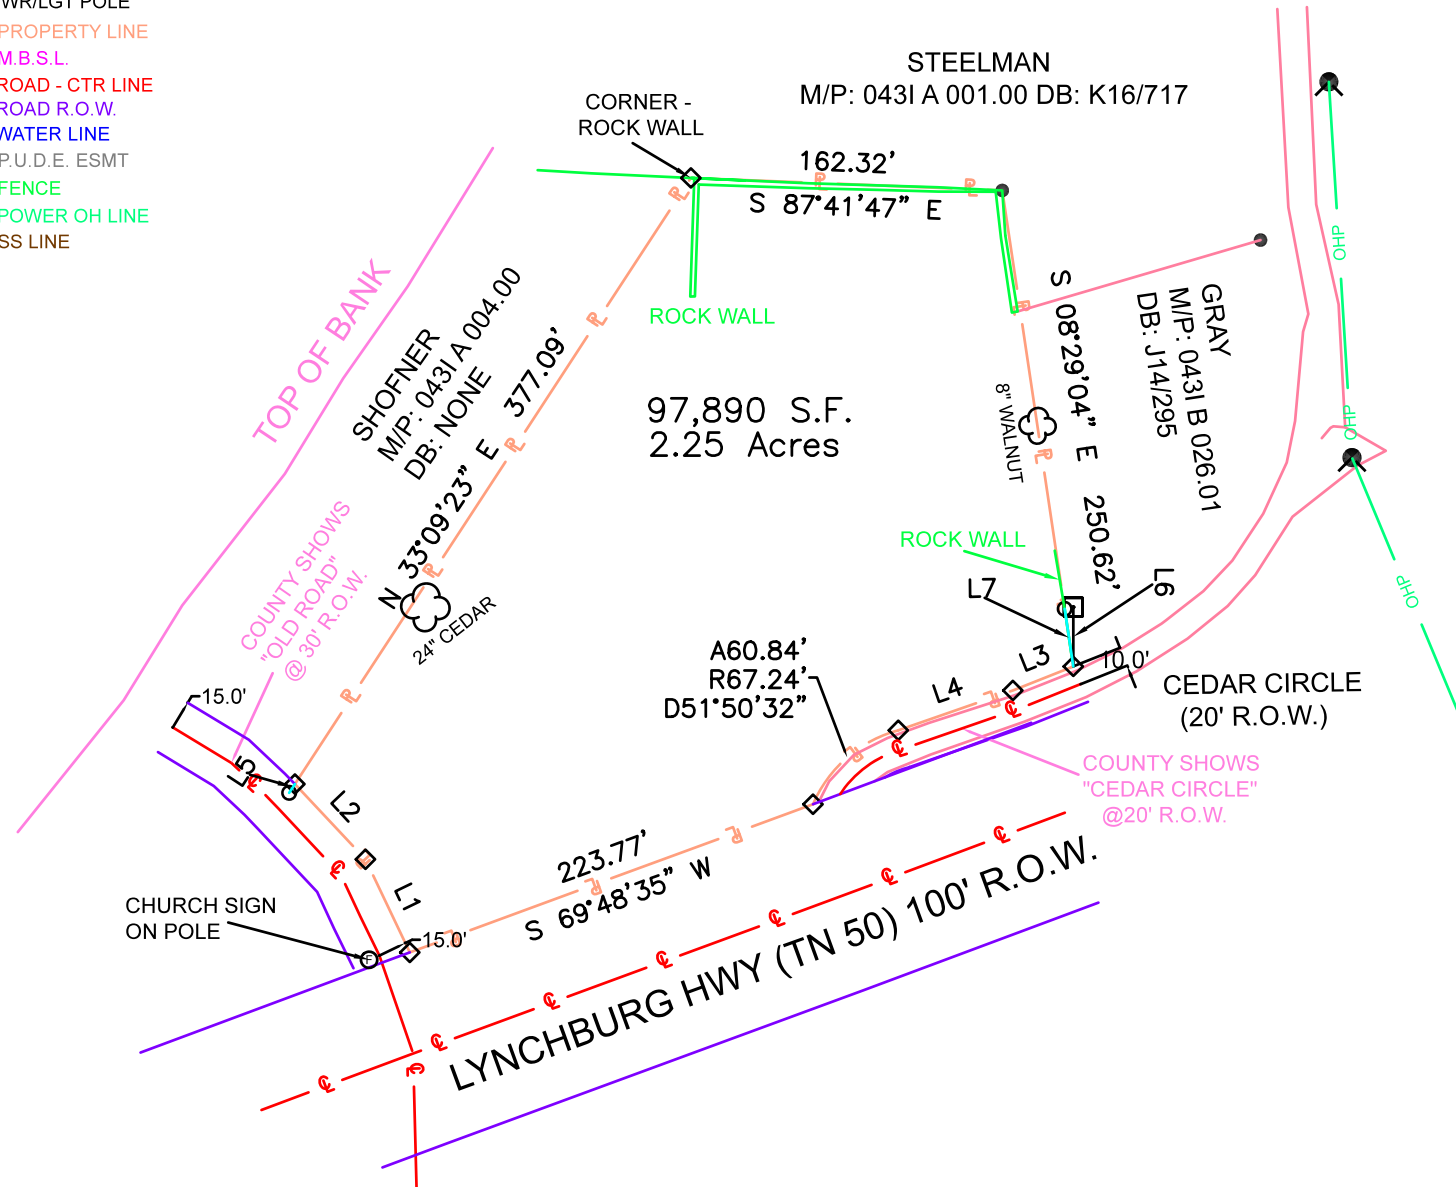 WR/LGT POLE
PROPERTY LINE
M.B.S.L.
ROAD - CTR LINE
ROAD R.O.W.
WATER LINE
P.U.D.E. ESMT
FENCE
POWER OH LINE
SS LINE
STEELMAN
M/P: 043I A 001.00 DB: K16/717
CORNER -
ROCK WALL
162.32'
S 87°41'47" E
ROCK WALL
TOP OF BANK
SHOFNER
M/P: 043I A 004.00
DB: NONE
N 33°09'23" E 377.09'
97,890 S.F.
2.25 Acres
S 08°29'04" E 250.62'
8" WALNUT
GRAY
M/P: 043I B 026.01
DB: J14/295
OHP
OHP
OHP
COUNTY SHOWS
"OLD ROAD"
@ 30' R.O.W.
24" CEDAR
ROCK WALL
L7
L6
A60.84'
R67.24'
D51°50'32"
L3
L4
10.0'
CEDAR CIRCLE
(20' R.O.W.)
COUNTY SHOWS
"CEDAR CIRCLE"
@20' R.O.W.
15.0'
L5
L2
L1
223.77'
S 69°48'35" W
CHURCH SIGN
ON POLE
F
15.0'
LYNCHBURG HWY (TN 50) 100' R.O.W.